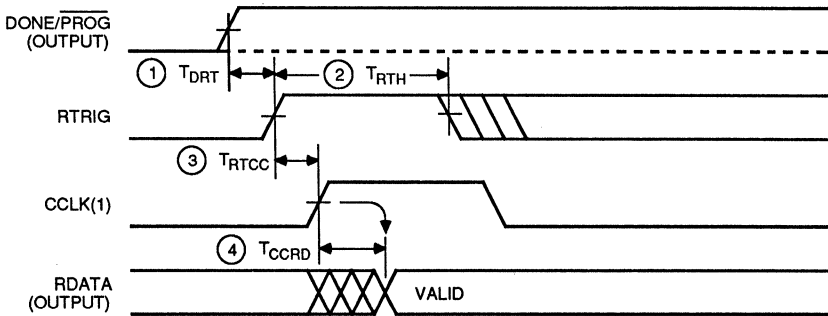 DONE/PROG
(OUTPUT)
1 TDRT
2 TRTH
RTRIG
3 TRTCC
CCLK(1)
4 TCCRD
RDATA
(OUTPUT)
VALID